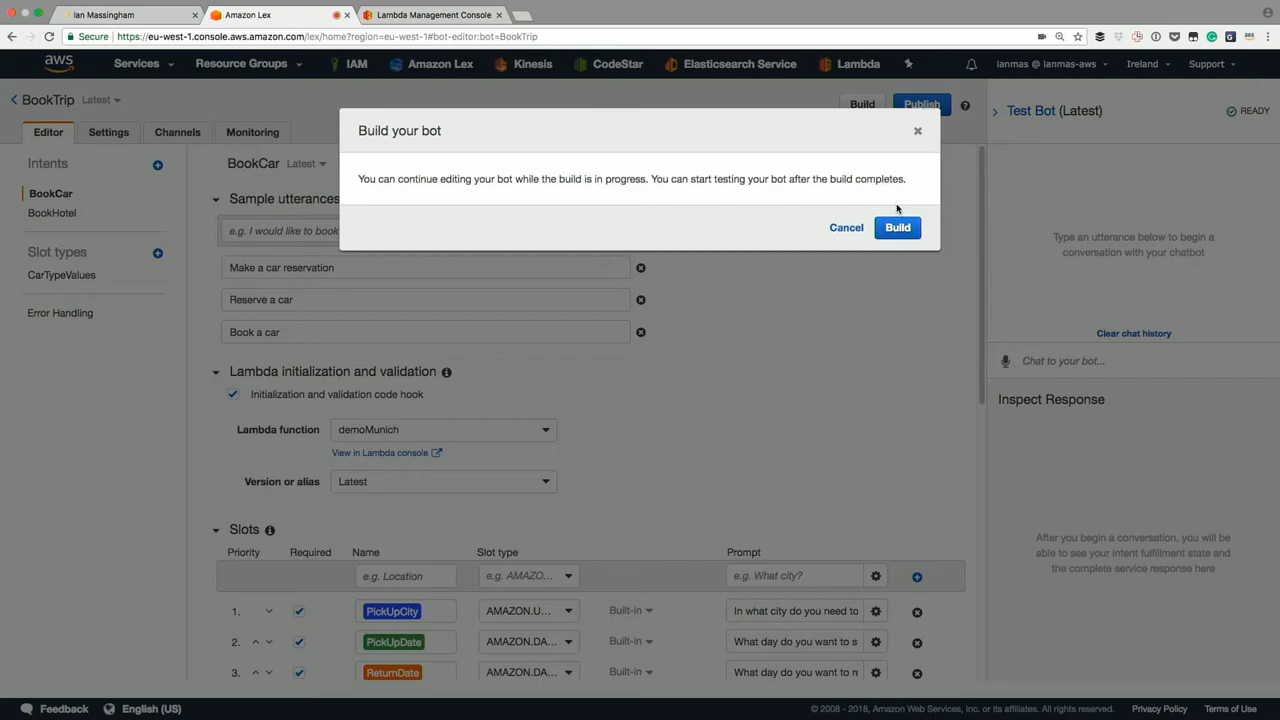 Ian Massingham
Amazon Lex
Lambda Management Console
Secure
https://eu-west-1.console.aws.amazon.com/lex/home?region=eu-west-1#bot-editor:bot=BookTrip
aws
Services
Resource Groups
IAM
Amazon Lex
Kinesis
CodeStar
Elasticsearch Service
Lambda
ianmas @ ianmas-aws
Ireland
Support
BookTrip
Latest
Build
Publish
Test Bot (Latest)
READY
Editor
Settings
Channels
Monitoring
Build your bot
You can continue editing your bot while the build is in progress. You can start testing your bot after the build completes.
Cancel
Build
Intents
BookCar
BookHotel
Slot types
CarTypeValues
Error Handling
BookCar
Latest
Sample utterances
e.g. I would like to book
Make a car reservation
Reserve a car
Book a car
Lambda initialization and validation
Initialization and validation code hook
Lambda function
demoMunich
View in Lambda console
Version or alias
Latest
Slots
Priority
Required
Name
Slot type
Prompt
e.g. Location
e.g. AMAZO...
e.g. What city?
1.
PickUpCity
AMAZON.U...
Built-in
In what city do you need to
2.
PickUpDate
AMAZON.DA...
Built-in
What day do you want to s
3.
ReturnDate
AMAZON.DA...
Built-in
What day do you want to re
Type an utterance below to begin a
conversation with your chatbot
Clear chat history
Chat to your bot...
Inspect Response
After you begin a conversation, you will
be able to see your intent fulfillment state and
the complete service response here
Feedback
English (US)
© 2008 - 2018, Amazon Web Services, Inc. or its affiliates. All rights reserved.
Privacy Policy
Terms of Use